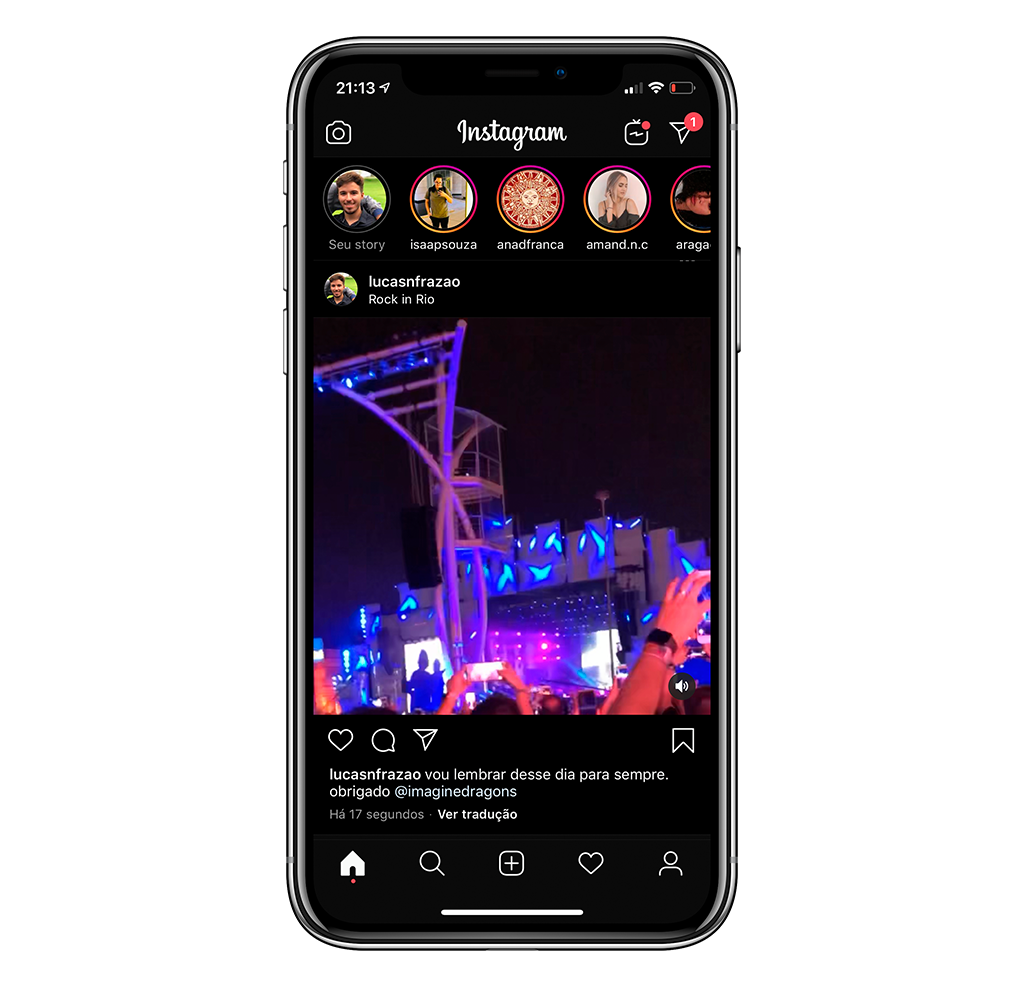 21:13
Instagram
1
Seu story
isaapsouza
anadfranca
amand.n.c
araga
lucasnfrazao
Rock in Rio
lucasnfrazao vou lembrar desse dia para sempre.
obrigado @imaginedragons
Há 17 segundos · Ver tradução